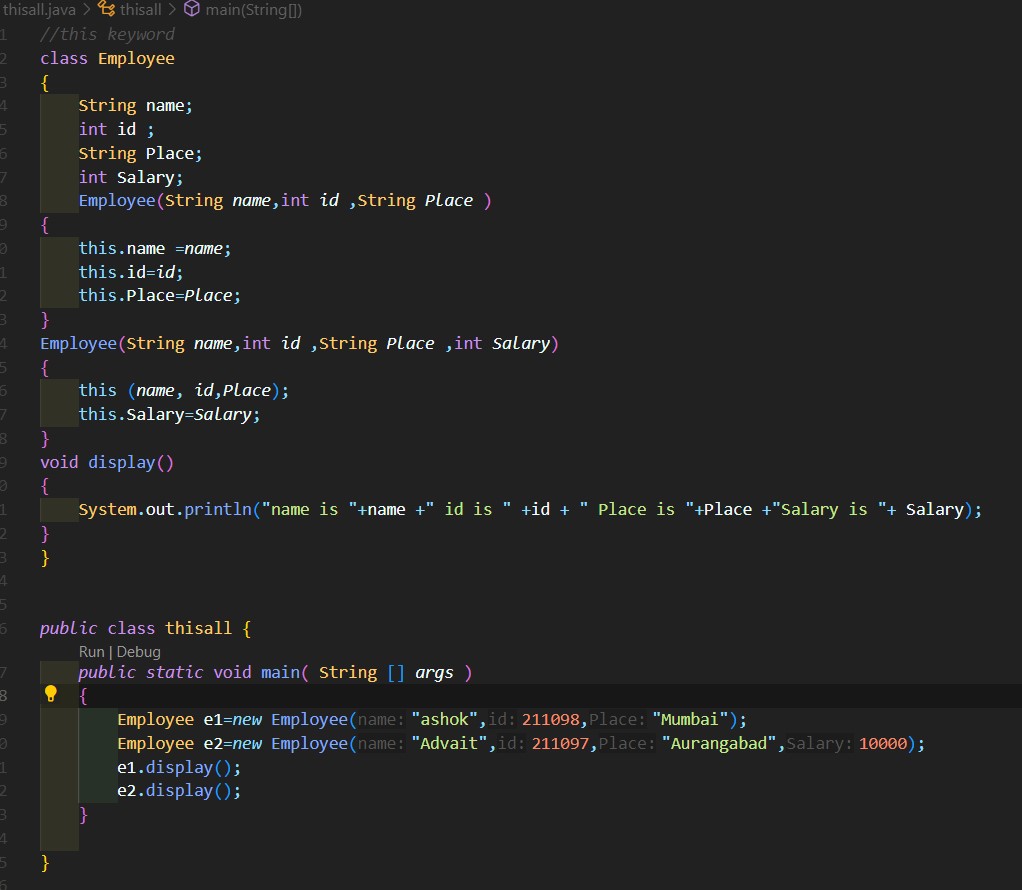 thisall.java > thisall > main(String[])
1 //this keyword
2 class Employee
3 {
4 String name;
5 int id ;
6 String Place;
7 int Salary;
8 Employee(String name,int id ,String Place )
9 {
0 this.name =name;
1 this.id=id;
2 this.Place=Place;
3 }
4 Employee(String name,int id ,String Place ,int Salary)
5 {
6 this (name, id,Place);
7 this.Salary=Salary;
8 }
9 void display()
0 {
1 System.out.println("name is "+name +" id is " +id + " Place is "+Place +"Salary is "+ Salary);
2 }
3 }
4
5
6 public class thisall {
Run | Debug
7 public static void main( String [] args )
8 {
9 Employee e1=new Employee(name: "ashok",id: 211098,Place: "Mumbai");
0 Employee e2=new Employee(name: "Advait",id: 211097,Place: "Aurangabad",Salary: 10000);
1 e1.display();
2 e2.display();
3 }
4
5 }
6